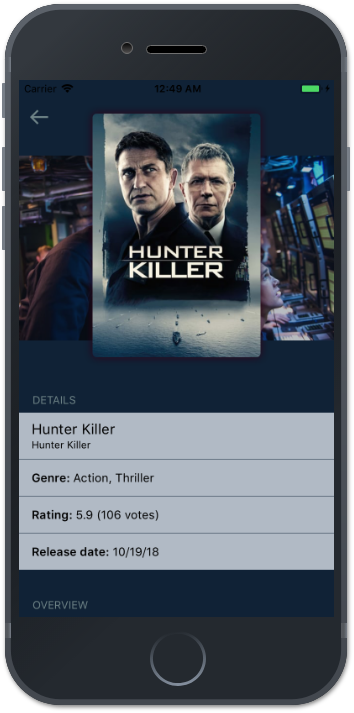 Carrier 12:49 AM
HUNTER
KILLER
DETAILS
Hunter Killer
Hunter Killer
Genre: Action, Thriller
Rating: 5.9 (106 votes)
Release date: 10/19/18
OVERVIEW